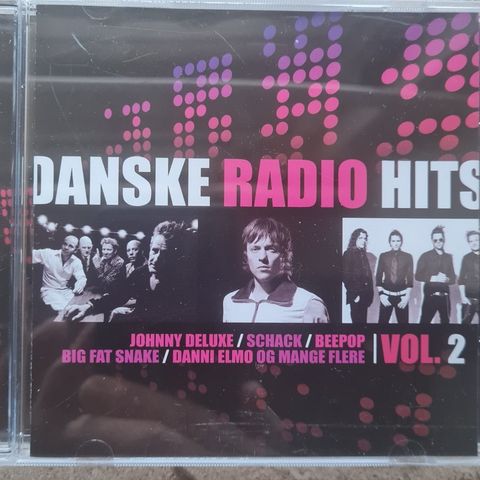 DANSKE RADIO HITS
JOHNNY DELUXE / SCHACK / BEEPOP
BIG FAT SNAKE / DANNI ELMO OG MANGE FLERE
VOL. 2